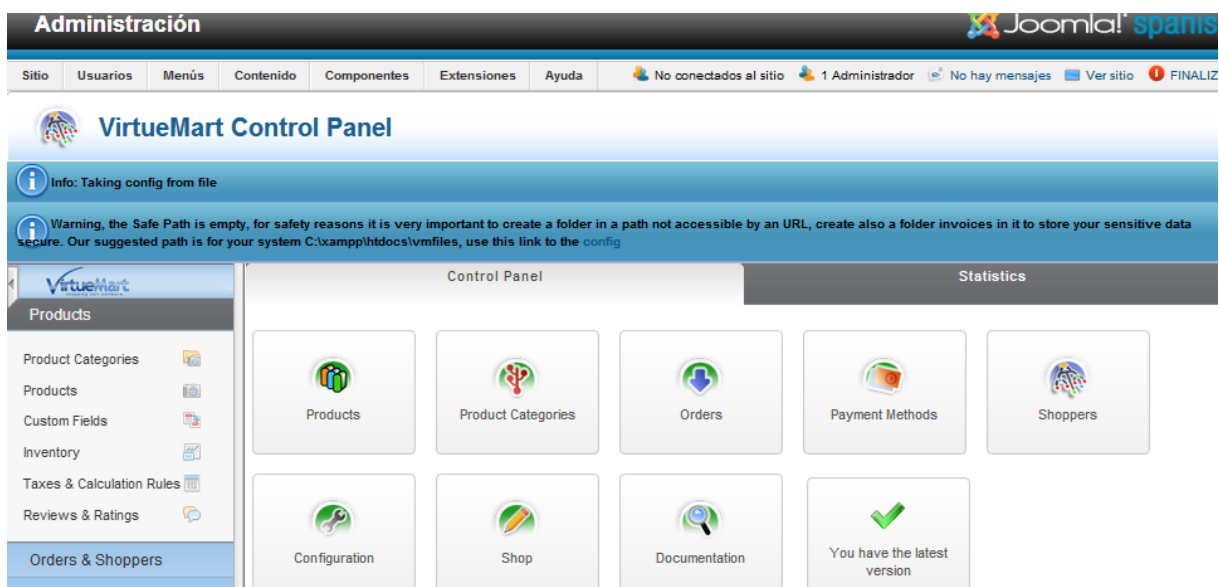 Administración
Joomla! spanis
Sitio Usuarios Menús Contenido Componentes Extensiones Ayuda No conectados al sitio 1 Administrador No hay mensajes Ver sitio FINALIZ
VirtueMart Control Panel
Info: Taking config from file
Warning, the Safe Path is empty, for safety reasons it is very important to create a folder in a path not accessible by an URL, create also a folder invoices in it to store your sensitive data
secure. Our suggested path is for your system C:\xampp\htdocs\vmfiles, use this link to the config
VirtueMart
Control Panel
Statistics
Products
Product Categories
Products
Custom Fields
Inventory
Taxes & Calculation Rules
Reviews & Ratings
Orders & Shoppers
Products
Product Categories
Orders
Payment Methods
Shoppers
Configuration
Shop
Documentation
You have the latest
version